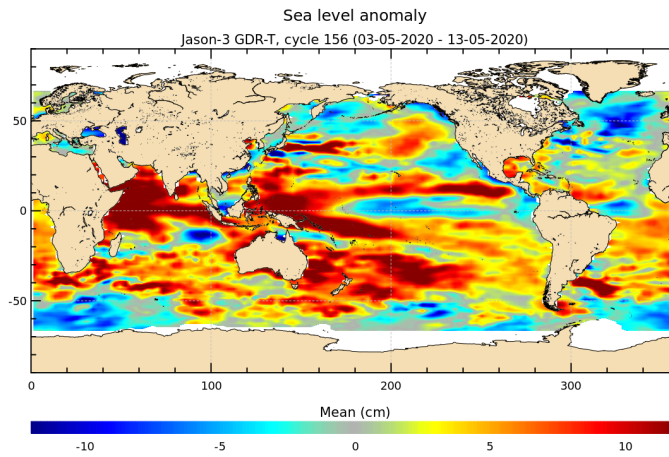 Sea level anomaly
Jason-3 GDR-T, cycle 156 (03-05-2020 - 13-05-2020)
50
0
-50
0 100 200 300
Mean (cm)
-10 -5 0 5 10